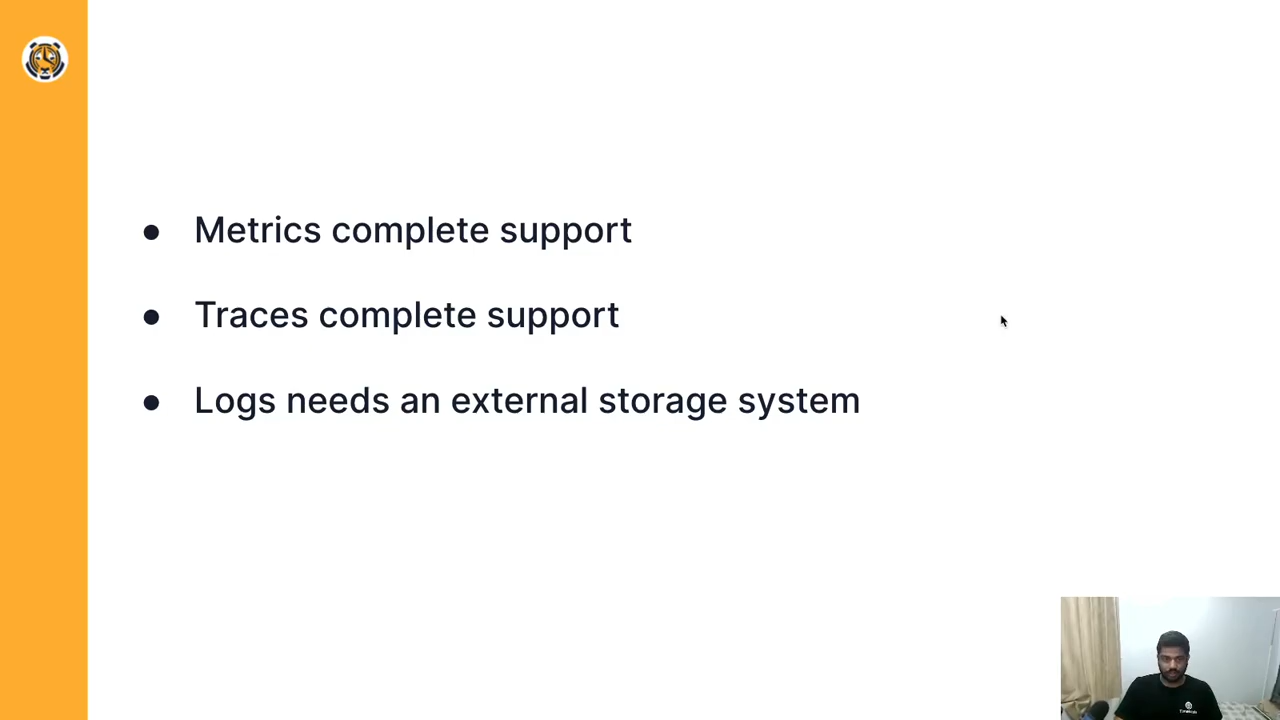 ● Metrics complete support
● Traces complete support
● Logs needs an external storage system